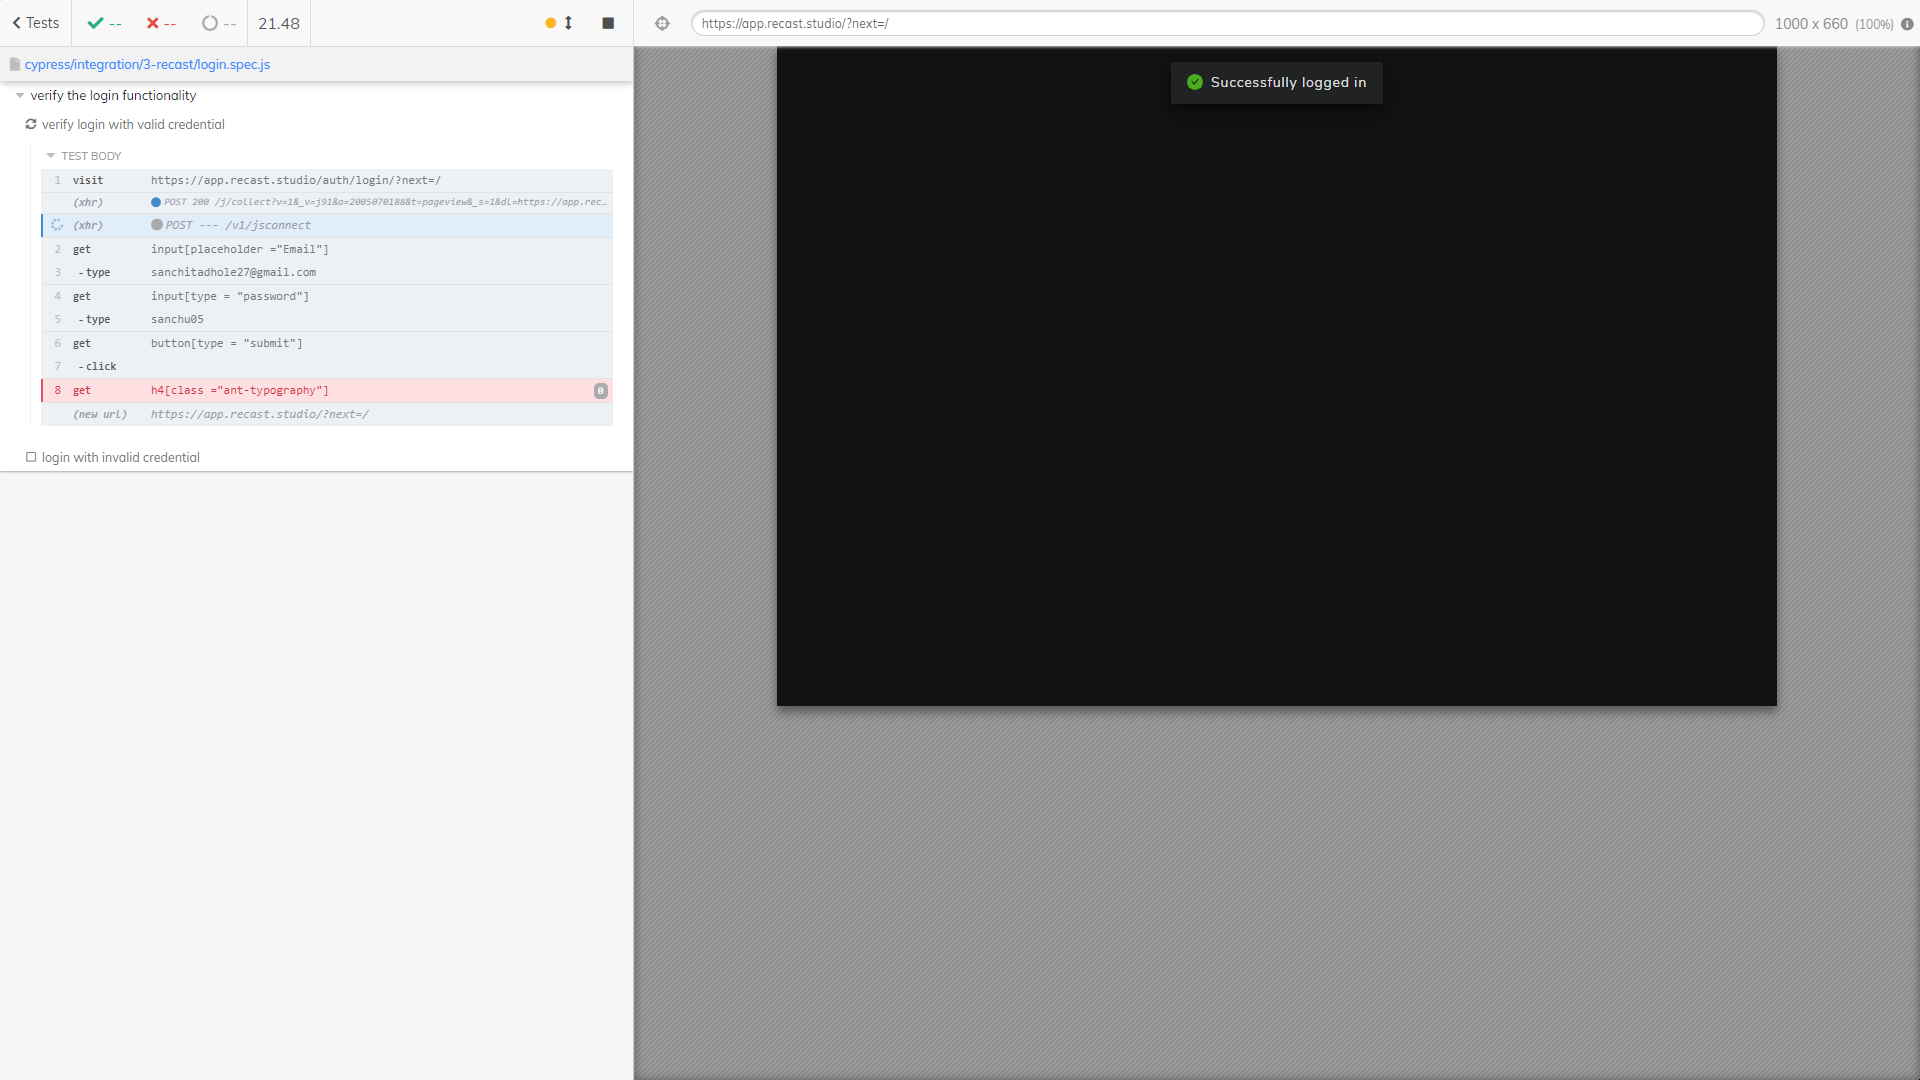 Tests -- -- -- 21.48
https://app.recast.studio/?next=/ 1000 x 660 (100%)
cypress/integration/3-recast/login.spec.js
verify the login functionality
verify login with valid credential
TEST BODY
1 visit https://app.recast.studio/auth/login/?next=/
(xhr) POST 200 /j/collect?v=1&_v=j91&a=2005070188&t=pageview&_s=1&dl=https://app.rec...
(xhr) POST --- /v1/jsconnect
2 get input[placeholder ="Email"]
3 -type sanchitadhole27@gmail.com
4 get input[type = "password"]
5 -type sanchu05
6 get button[type = "submit"]
7 -click
8 get h4[class ="ant-typography"] 0
(new url) https://app.recast.studio/?next=/
login with invalid credential
Successfully logged in